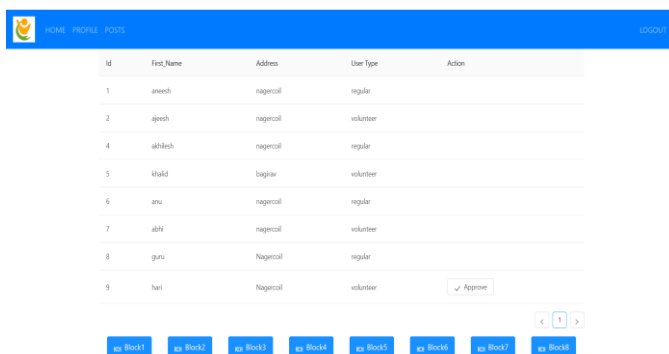 HOME PROFILE POSTS LOGOUT
Id First_Name Address User Type Action
1 aneesh nagercoil regular
2 ajeesh nagercoil volunteer
4 akhilesh nagercoil regular
5 khalid bagirav volunteer
6 anu nagercoil regular
7 abhi nagercoil volunteer
8 guru Nagercoil regular
9 hari Nagercoil volunteer Approve
< 1 >
Block1 Block2 Block3 Block4 Block5 Block6 Block7 Block8